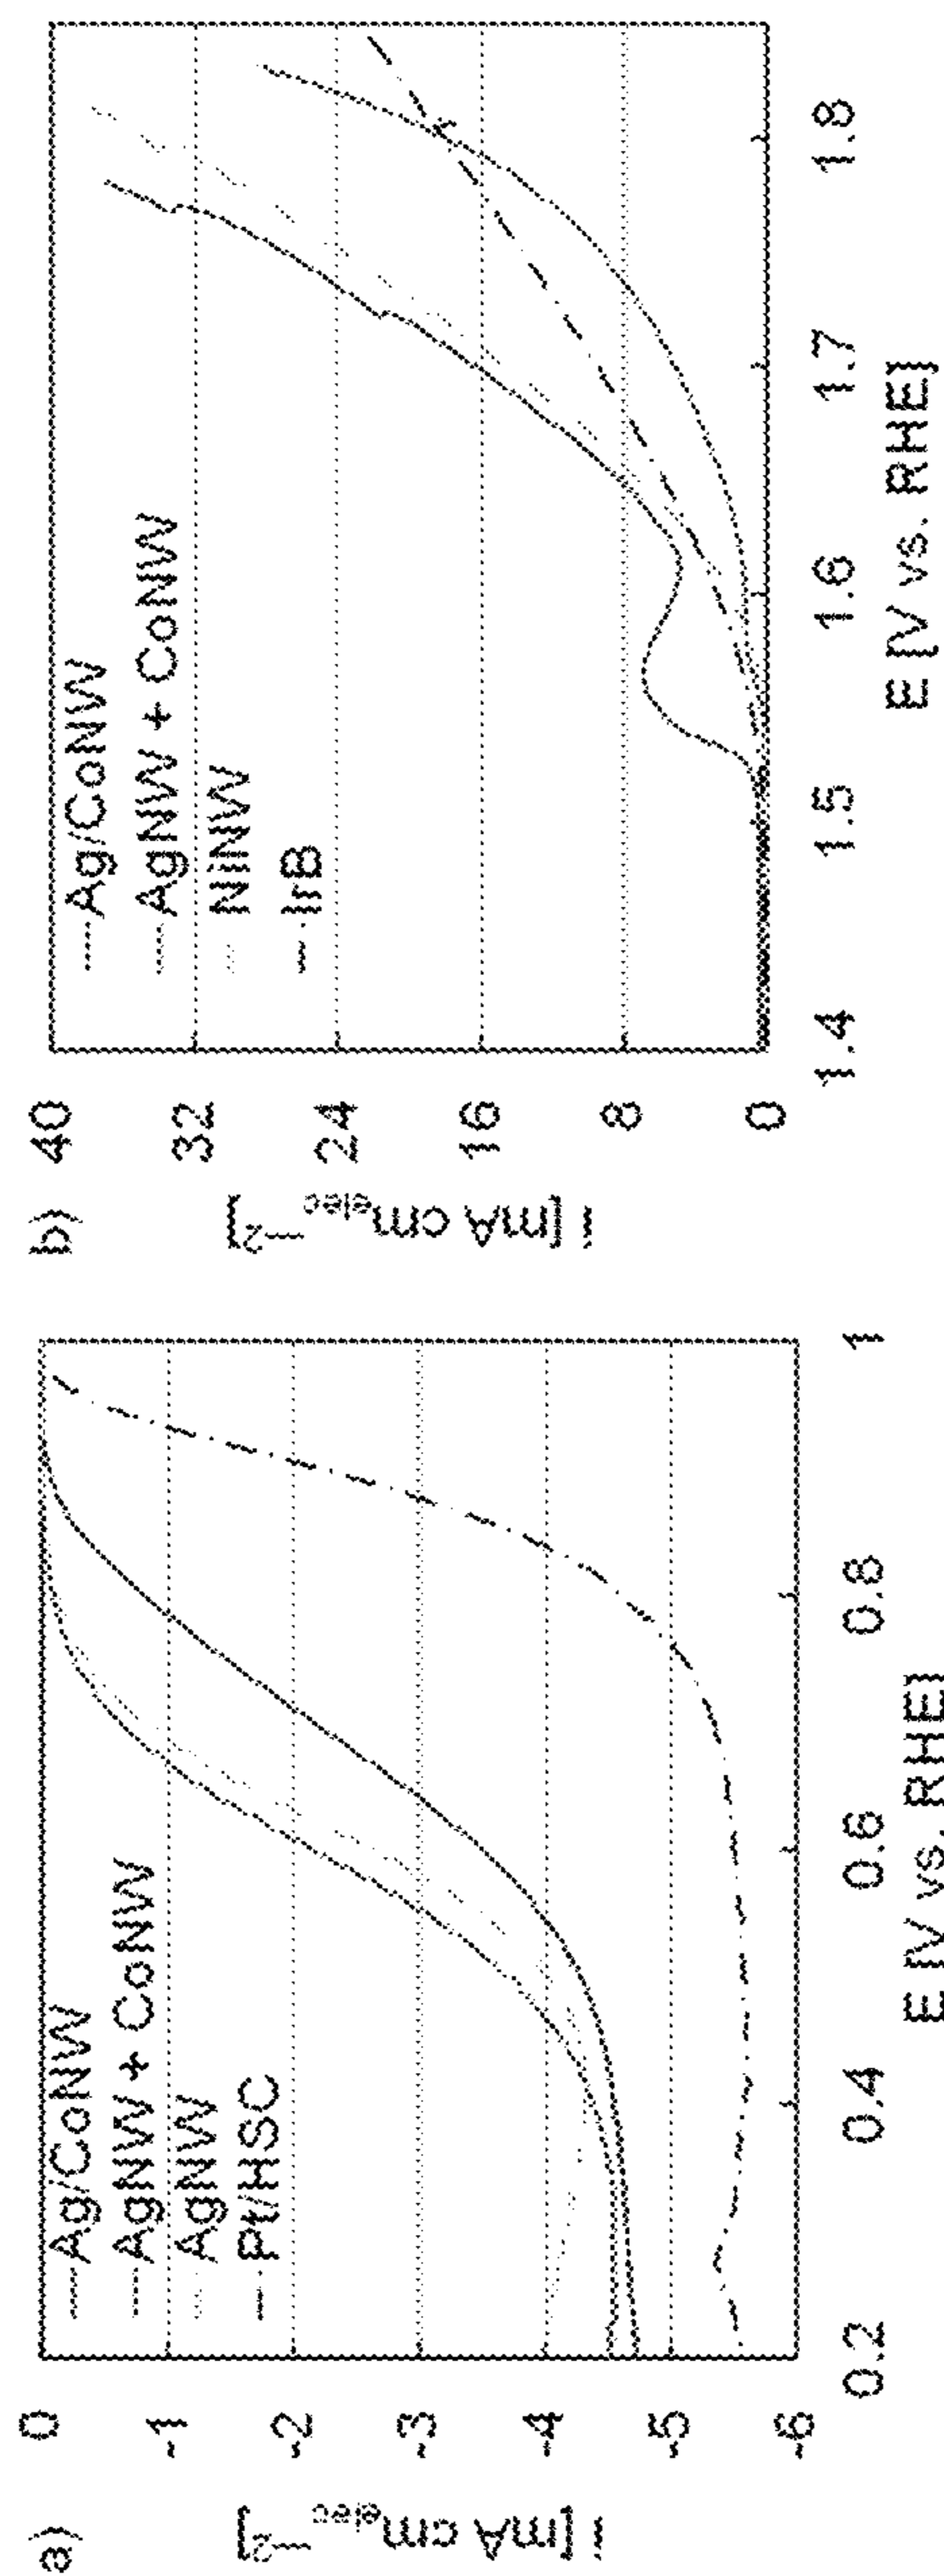 a)
i [mA cm_elec^-2]
0
-1
-2
-3
-4
-5
-6
Ag/CoNW
AgNW + CoNW
AgNW
Pt/HSC
0.2
0.4
0.6
0.8
1
E [V vs. RHE]
b)
i [mA cm_elec^-2]
40
32
24
16
8
0
Ag/CoNW
AgNW + CoNW
NiNW
IrB
1.4
1.5
1.6
1.7
1.8
E [V vs. RHE]